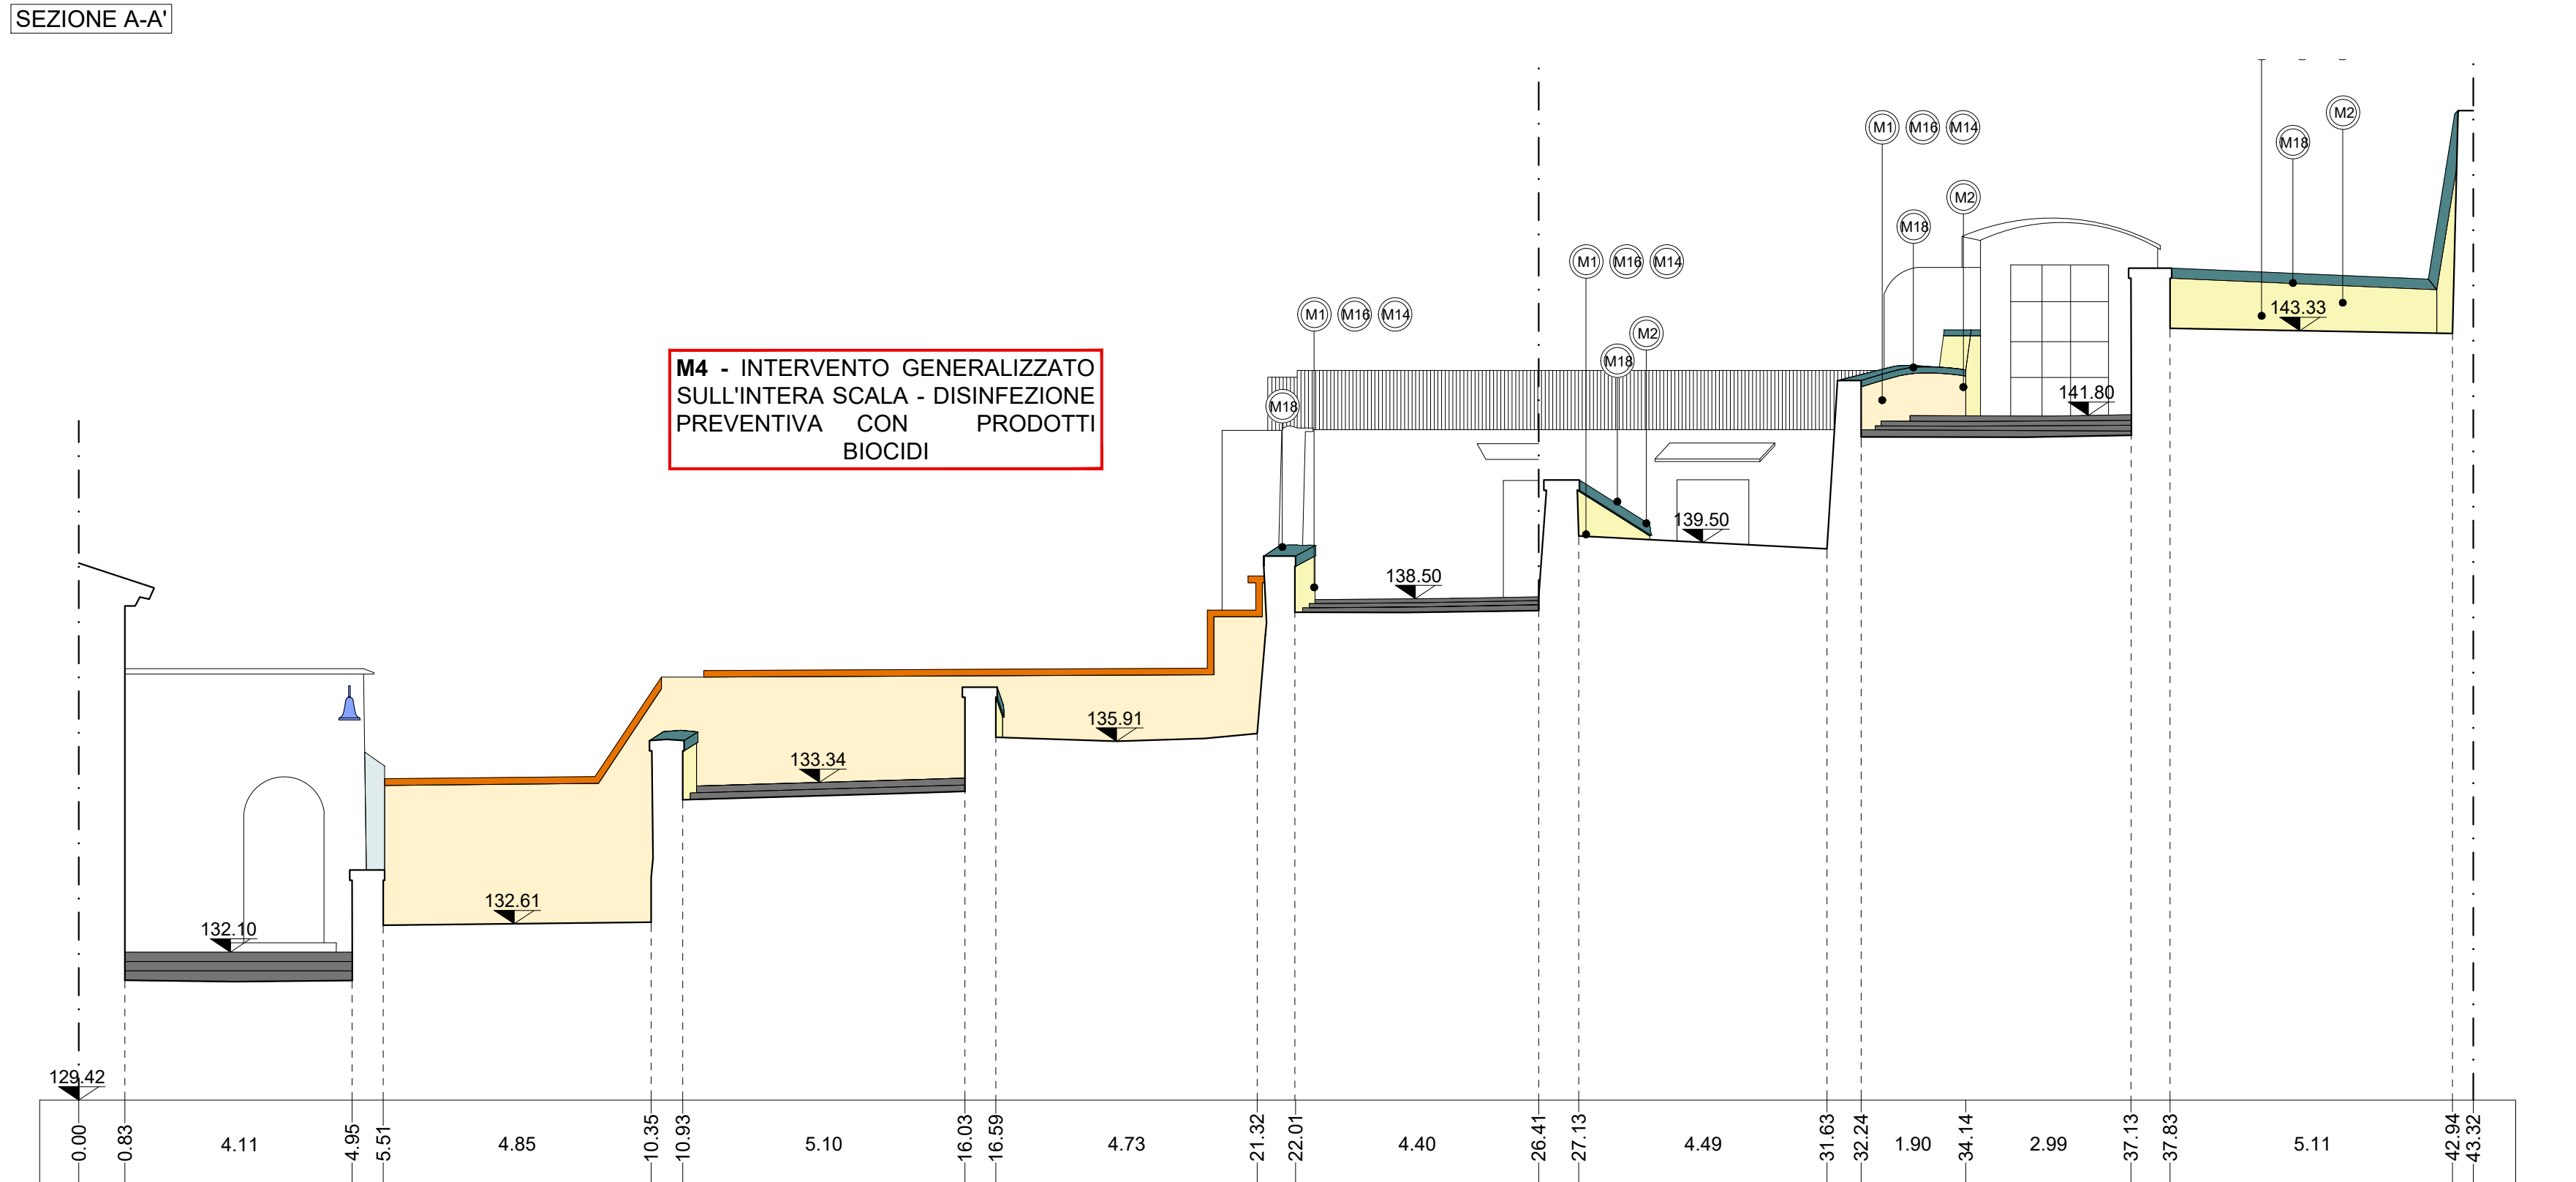 SEZIONE A-A'
M2
M18
M1 M16 M14
M2
M18
M1 M16 M14
M1 M16 M14
M2
M18
M18
M4 - INTERVENTO GENERALIZZATO
SULL'INTERA SCALA - DISINFEZIONE
PREVENTIVA CON PRODOTTI
BIOCIDI
143.33
141.80
139.50
138.50
135.91
133.34
132.61
132.10
129.42
0.00 0.83 4.11 4.95 5.51 4.85 10.35 10.93 5.10 16.03 16.59 4.73 21.32 22.01 4.40 26.41 27.13 4.49 31.63 32.24 1.90 34.14 2.99 37.13 37.83 5.11 42.94 43.32